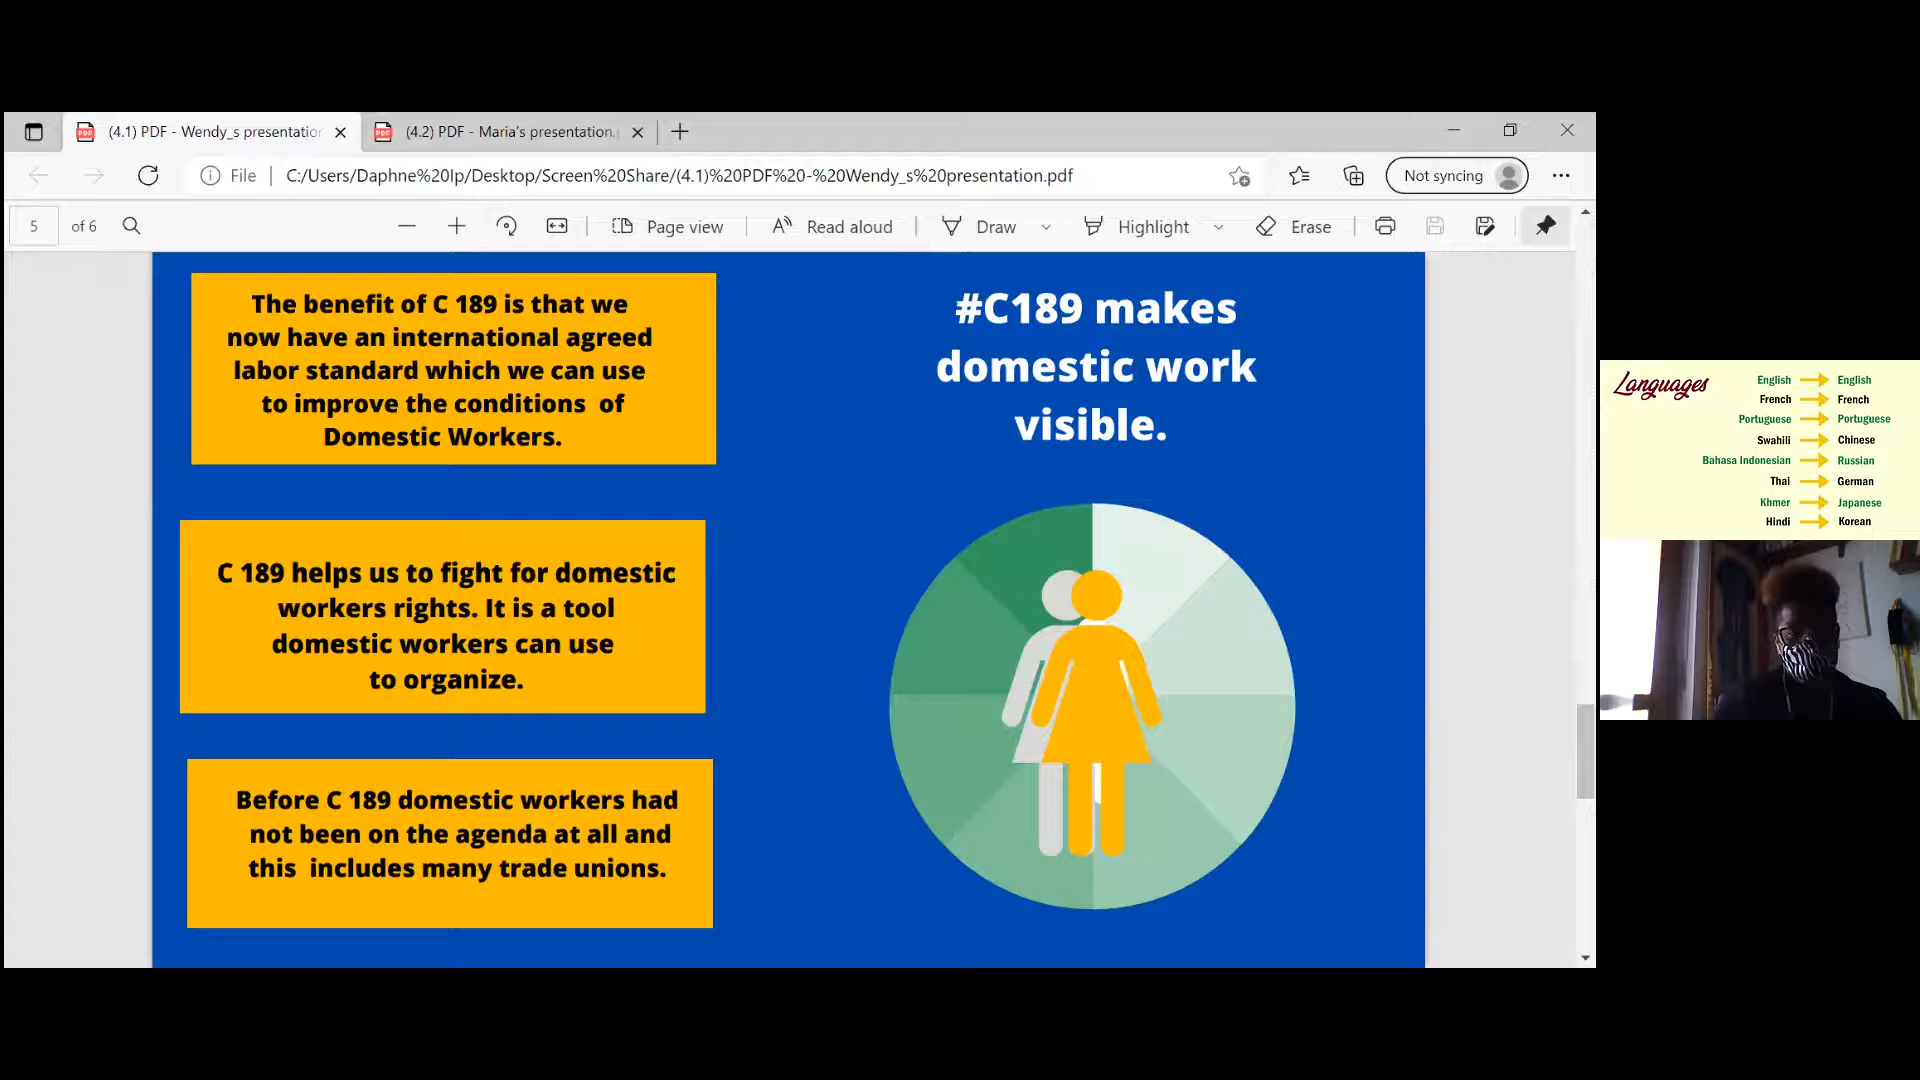 (4.1) PDF - Wendy_s presentation
(4.2) PDF - Maria's presentation.
File
C:/Users/Daphne%20Ip/Desktop/Screen%20Share/(4.1)%20PDF%20-%20Wendy_s%20presentation.pdf
Not syncing
5 of 6
Page view
Read aloud
Draw
Highlight
Erase
The benefit of C 189 is that we
now have an international agreed
labor standard which we can use
to improve the conditions of
Domestic Workers.
C 189 helps us to fight for domestic
workers rights. It is a tool
domestic workers can use
to organize.
Before C 189 domestic workers had
not been on the agenda at all and
this includes many trade unions.
#C189 makes
domestic work
visible.
Languages
English English
French French
Portuguese Portuguese
Swahili Chinese
Bahasa Indonesian Russian
Thai German
Khmer Japanese
Hindi Korean